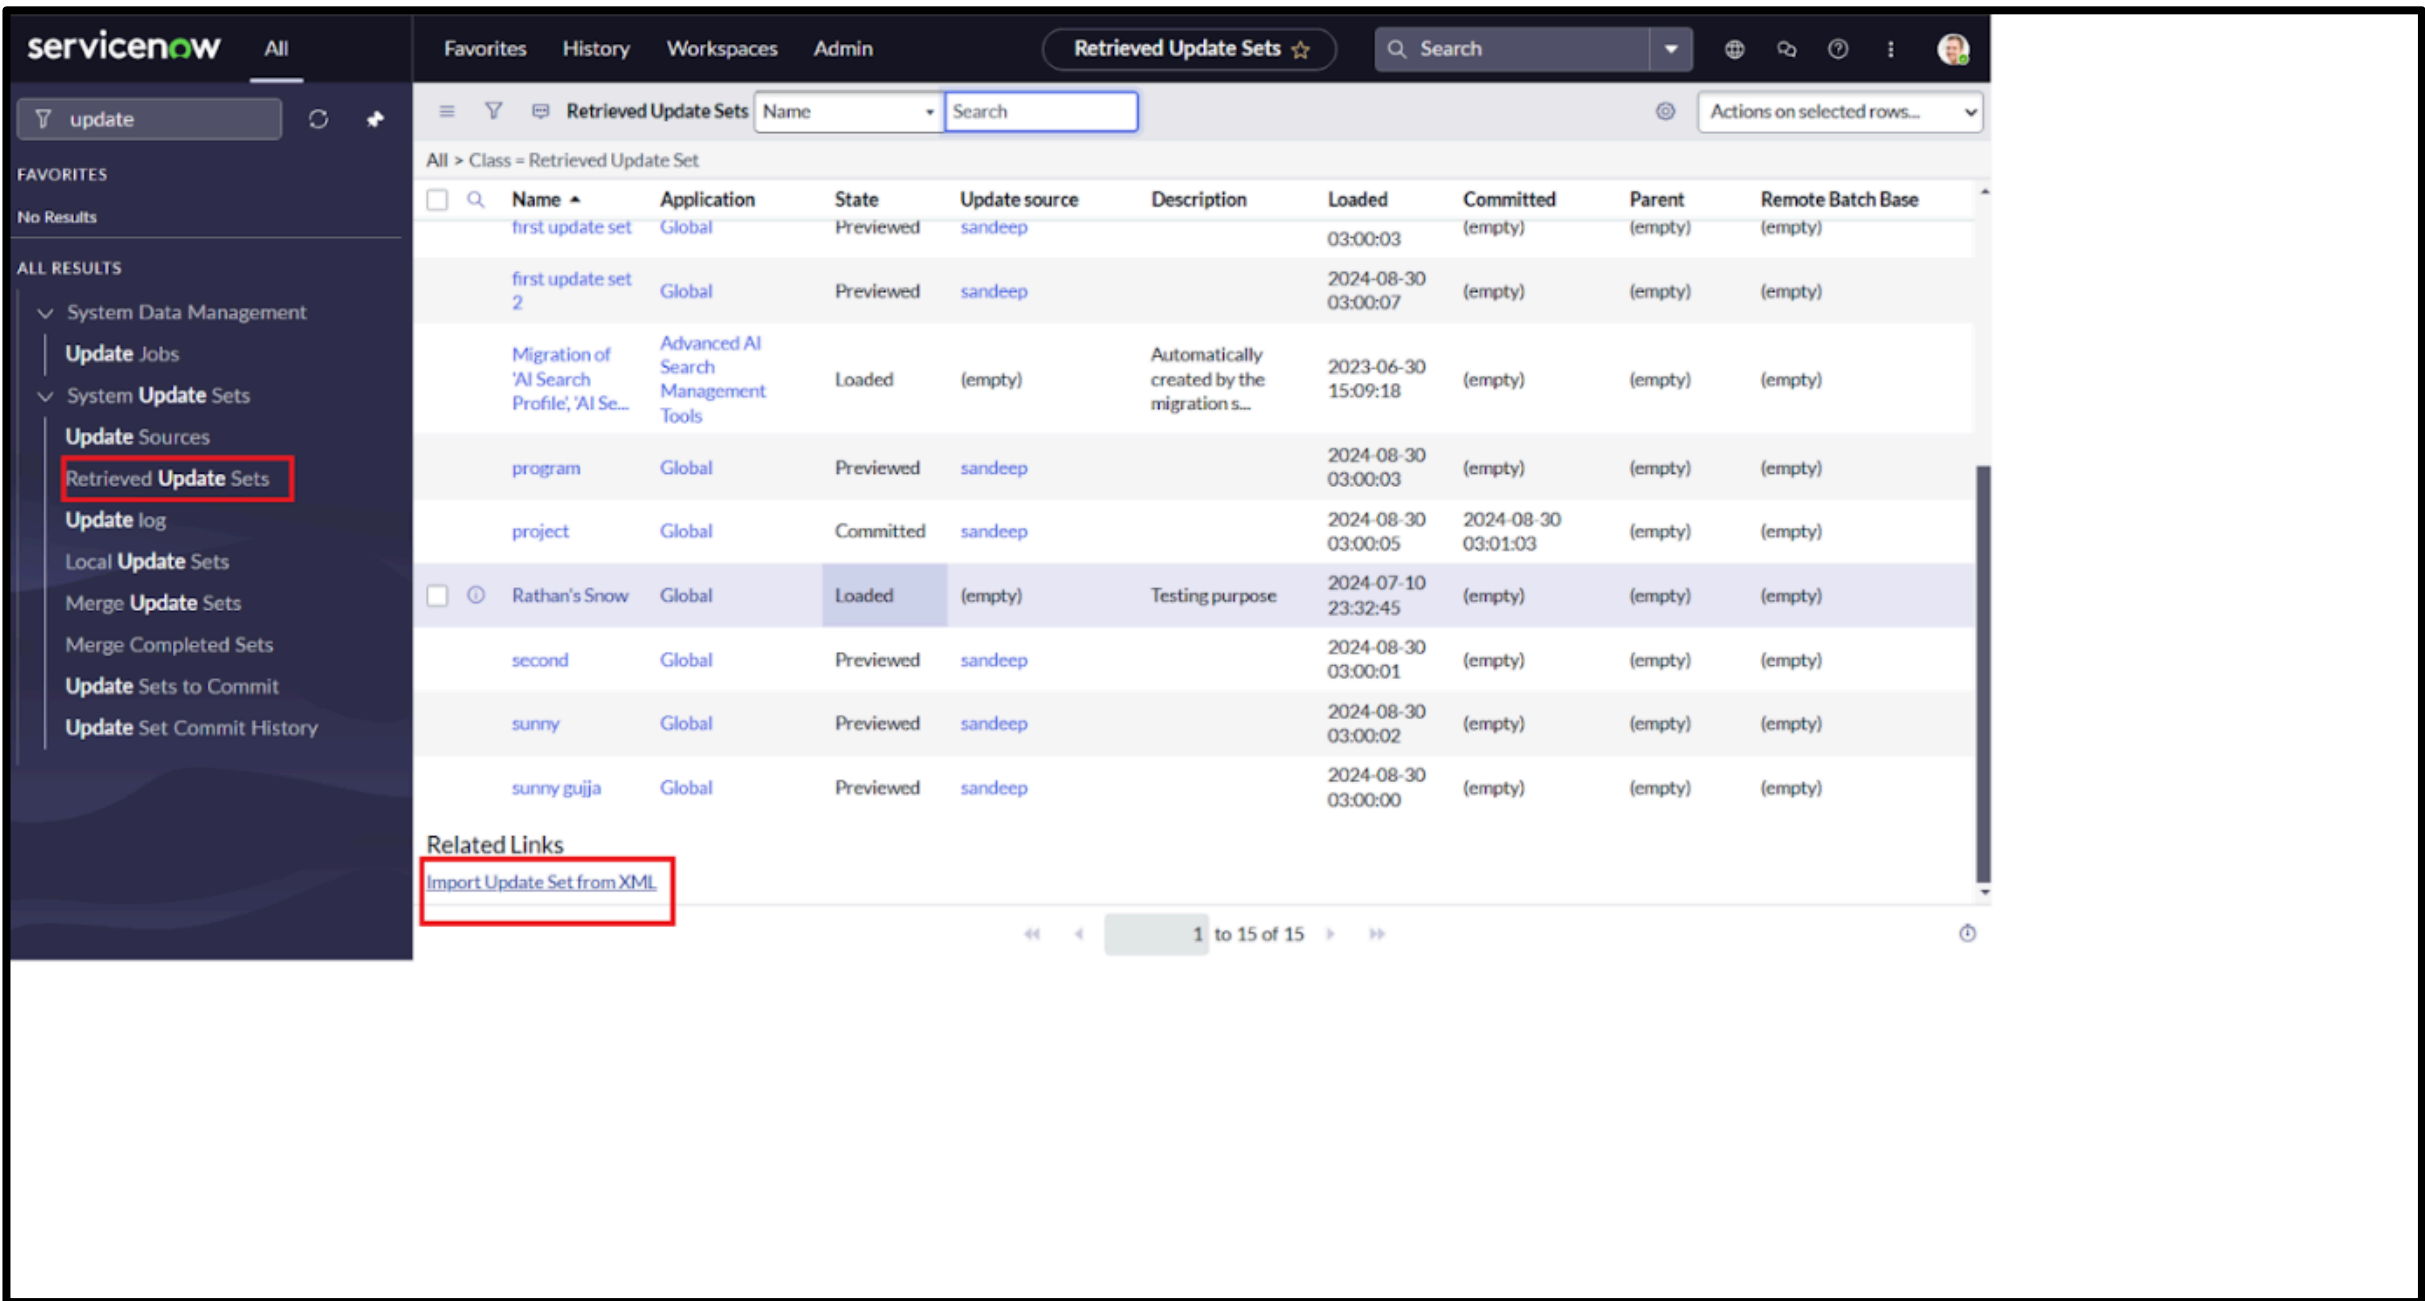 servicenow
All
Favorites
History
Workspaces
Admin
Retrieved Update Sets
Search
update
FAVORITES
No Results
ALL RESULTS
System Data Management
Update Jobs
System Update Sets
Update Sources
Retrieved Update Sets
Update log
Local Update Sets
Merge Update Sets
Merge Completed Sets
Update Sets to Commit
Update Set Commit History
Retrieved Update Sets
Name
Search
Actions on selected rows...
All > Class = Retrieved Update Set
Name Application State Update source Description Loaded Committed Parent Remote Batch Base
first update set Global Previewed sandeep 03:00:03 (empty) (empty) (empty)
first update set
2
Global
Previewed
sandeep
2024-08-30
03:00:07
(empty)
(empty)
(empty)
Migration of
'AI Search
Profile', 'AI Se...
Advanced AI
Search
Management
Tools
Loaded
(empty)
Automatically
created by the
migration s...
2023-06-30
15:09:18
(empty)
(empty)
(empty)
program
Global
Previewed
sandeep
2024-08-30
03:00:03
(empty)
(empty)
(empty)
project
Global
Committed
sandeep
2024-08-30
03:00:05
2024-08-30
03:01:03
(empty)
(empty)
Rathan's Snow
Global
Loaded
(empty)
Testing purpose
2024-07-10
23:32:45
(empty)
(empty)
(empty)
second
Global
Previewed
sandeep
2024-08-30
03:00:01
(empty)
(empty)
(empty)
sunny
Global
Previewed
sandeep
2024-08-30
03:00:02
(empty)
(empty)
(empty)
sunny gujja
Global
Previewed
sandeep
2024-08-30
03:00:00
(empty)
(empty)
(empty)
Related Links
Import Update Set from XML
1 to 15 of 15